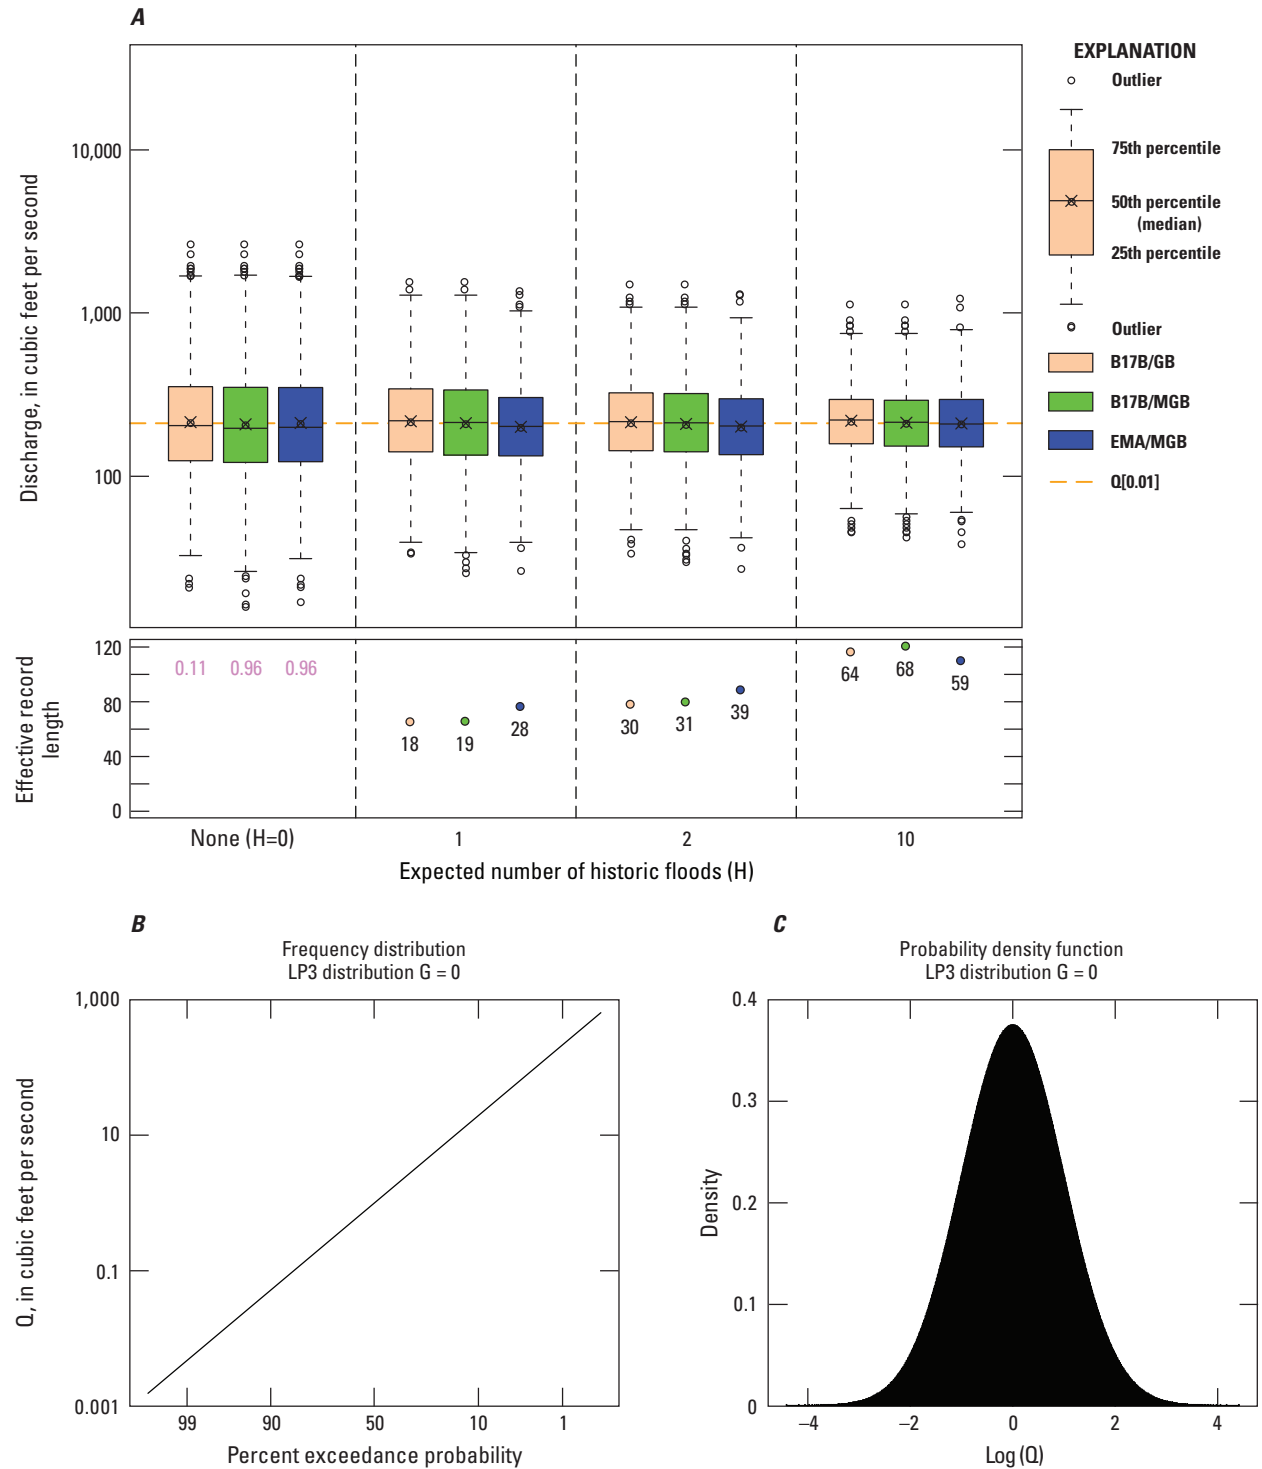 A
EXPLANATION
Outlier
75th percentile
50th percentile
(median)
25th percentile
Outlier
B17B/GB
B17B/MGB
EMA/MGB
Q[0.01]
Discharge, in cubic feet per second
10,000
1,000
100
Effective record
length
120
80
40
0
0.11 0.96 0.96
18 19 28
30 31 39
64 68 59
None (H=0) 1 2 10
Expected number of historic floods (H)
B
Frequency distribution
LP3 distribution G = 0
Q, in cubic feet per second
1,000
10
0.1
0.001
99 90 50 10 1
Percent exceedance probability
C
Probability density function
LP3 distribution G = 0
Density
0.4
0.3
0.2
0.1
0
–4 –2 0 2 4
Log (Q)